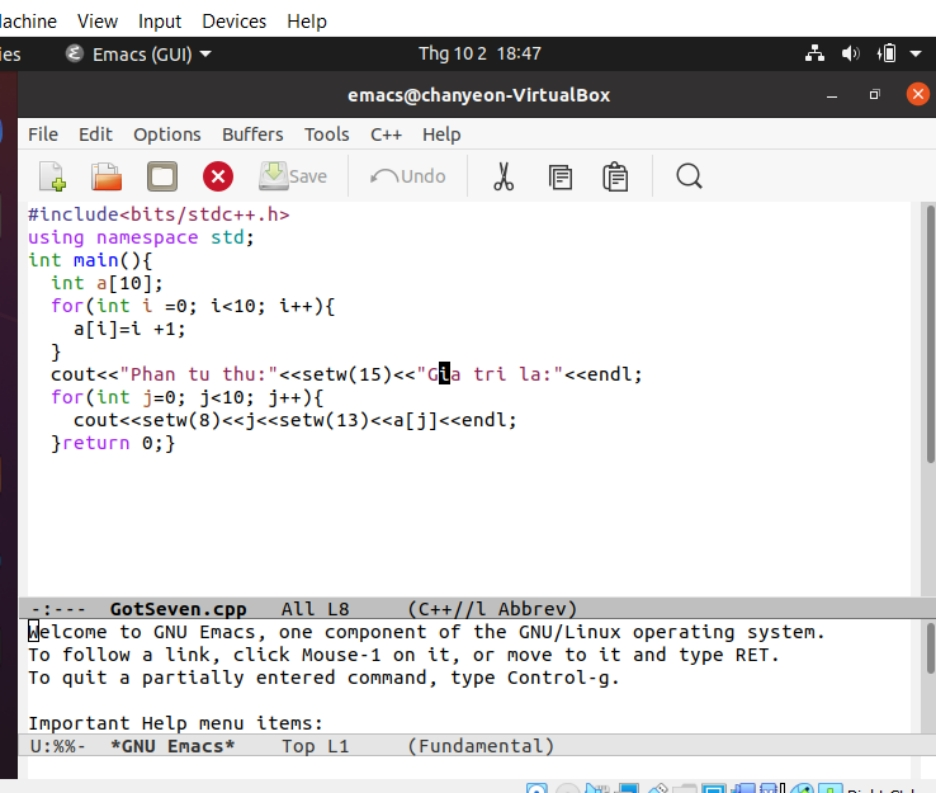 Machine View Input Devices Help
ies Emacs (GUI) Thg 10 2 18:47
emacs@chanyeon-VirtualBox
File Edit Options Buffers Tools C++ Help
Save Undo
#include<bits/stdc++.h>
using namespace std;
int main(){
  int a[10];
  for(int i =0; i<10; i++){
    a[i]=i +1;
  }
  cout<<"Phan tu thu:"<<setw(15)<<"Gia tri la:"<<endl;
  for(int j=0; j<10; j++){
    cout<<setw(8)<<j<<setw(13)<<a[j]<<endl;
  }return 0;}
-:--- GotSeven.cpp All L8 (C++//l Abbrev)
Welcome to GNU Emacs, one component of the GNU/Linux operating system.
To follow a link, click Mouse-1 on it, or move to it and type RET.
To quit a partially entered command, type Control-g.
Important Help menu items:
U:%%- *GNU Emacs* Top L1 (Fundamental)